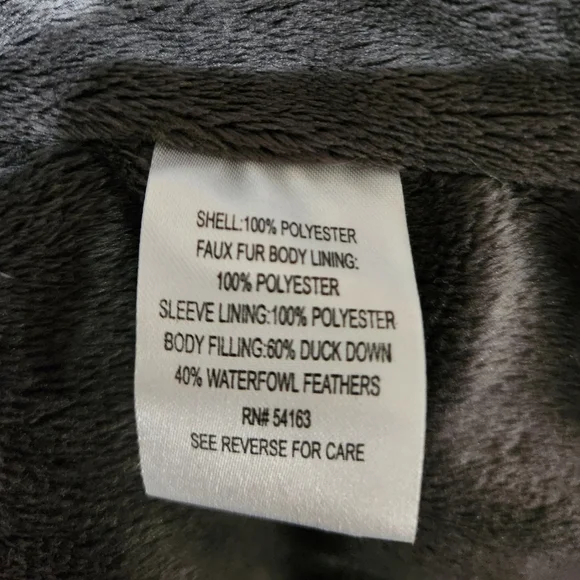 SHELL:100% POLYESTER
FAUX FUR BODY LINING:
100% POLYESTER
SLEEVE LINING:100% POLYESTER
BODY FILLING:60% DUCK DOWN
40% WATERFOWL FEATHERS
RN# 54163
SEE REVERSE FOR CARE